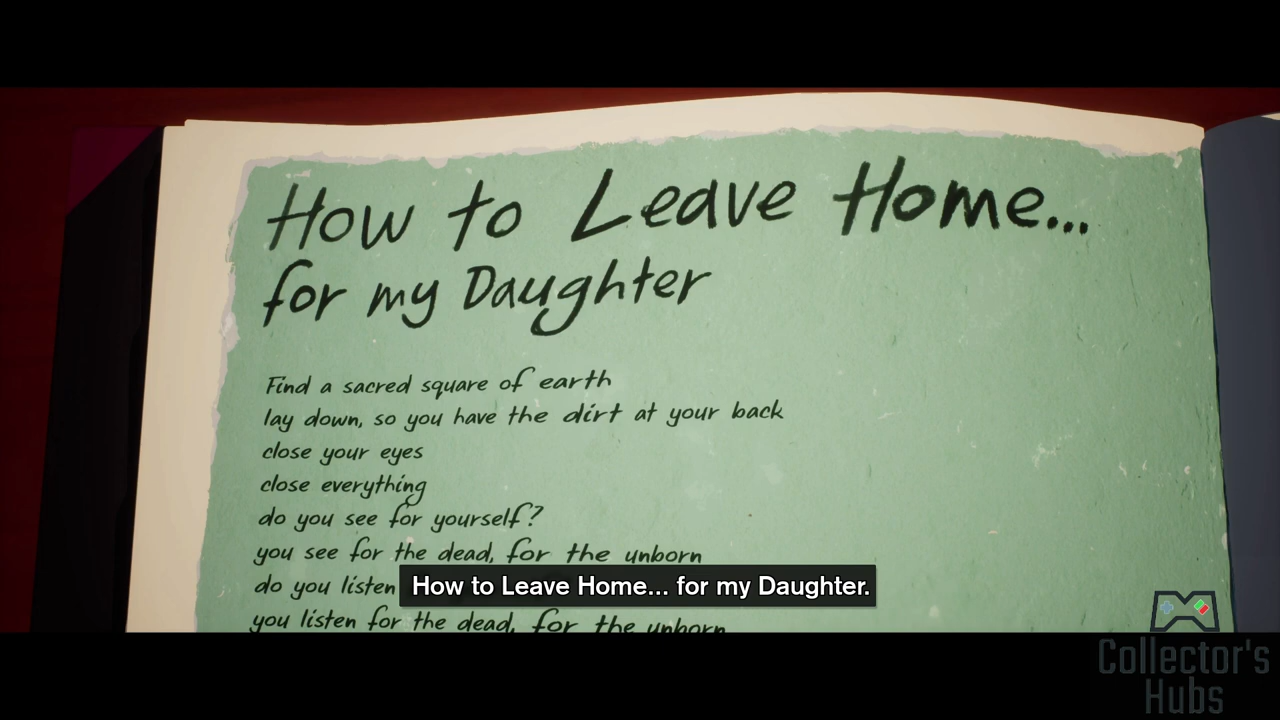 How to Leave Home...
for my Daughter
Find a sacred square of earth
lay down, so you have the dirt at your back
close your eyes
close everything
do you see for yourself?
you see for the dead, for the unborn
do you listen
How to Leave Home... for my Daughter.
you listen for the dead, for the unborn
Collector's
Hubs